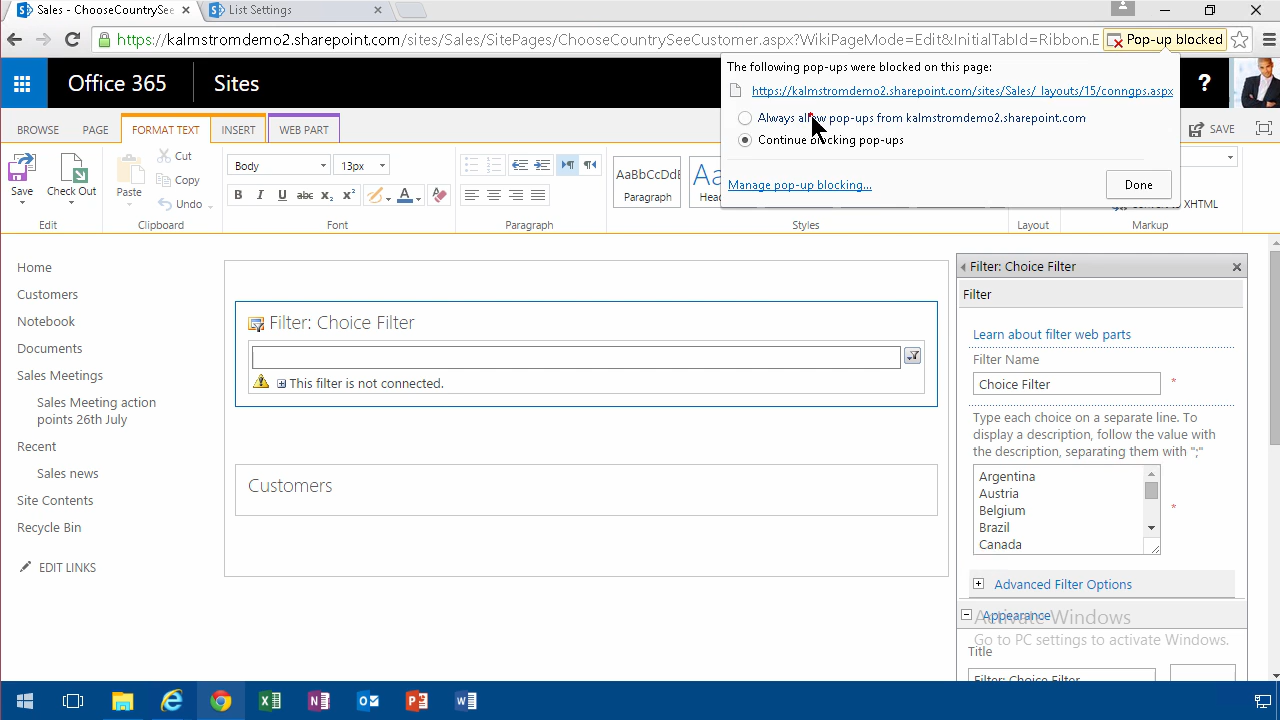 Sales - ChooseCountrySee
List Settings
https://kalmstromdemo2.sharepoint.com/sites/Sales/SitePages/ChooseCountrySeeCustomer.aspx?WikiPageMode=Edit&InitialTabId=Ribbon.E
Pop-up blocked
The following pop-ups were blocked on this page:
https://kalmstromdemo2.sharepoint.com/sites/Sales/_layouts/15/conngps.aspx
Always allow pop-ups from kalmstromdemo2.sharepoint.com
Continue blocking pop-ups
Manage pop-up blocking...
Done
Office 365
Sites
?
BROWSE
PAGE
FORMAT TEXT
INSERT
WEB PART
SAVE
Save
Check Out
Paste
Cut
Copy
Undo
Body
13px
B
I
U
abc
x₂
x²
A
AaBbCcDdE
Paragraph
XHTML
Edit
Clipboard
Font
Paragraph
Styles
Layout
Markup
Home
Customers
Notebook
Documents
Sales Meetings
Sales Meeting action
points 26th July
Recent
Sales news
Site Contents
Recycle Bin
EDIT LINKS
Filter: Choice Filter
This filter is not connected.
Customers
Filter: Choice Filter
Filter
Learn about filter web parts
Filter Name
Choice Filter
*
Type each choice on a separate line. To
display a description, follow the value with
the description, separating them with ";"
Argentina
Austria
Belgium
Brazil
Canada
*
Advanced Filter Options
Appearance
Activate Windows
Go to PC settings to activate Windows.
Title
Filter: Choice Filter